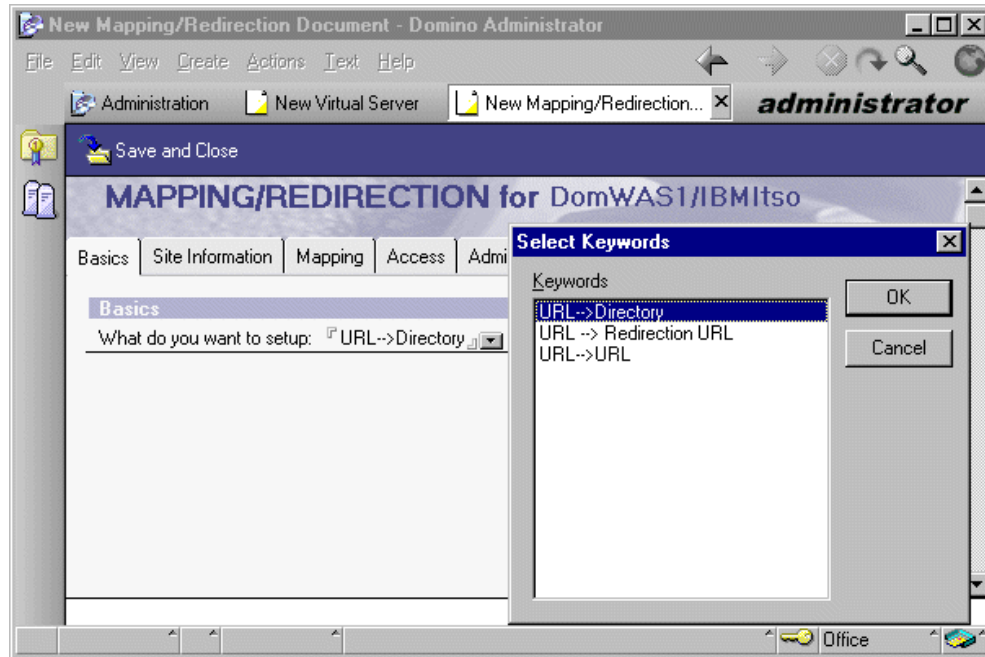 New Mapping/Redirection Document - Domino Administrator
File Edit View Create Actions Text Help
Administration New Virtual Server New Mapping/Redirection... administrator
Save and Close
MAPPING/REDIRECTION for DomWAS1/IBMItso
Basics Site Information Mapping Access Admi
Basics
What do you want to setup: URL-->Directory
Select Keywords
Keywords
URL-->Directory
URL --> Redirection URL
URL-->URL
OK
Cancel
Office